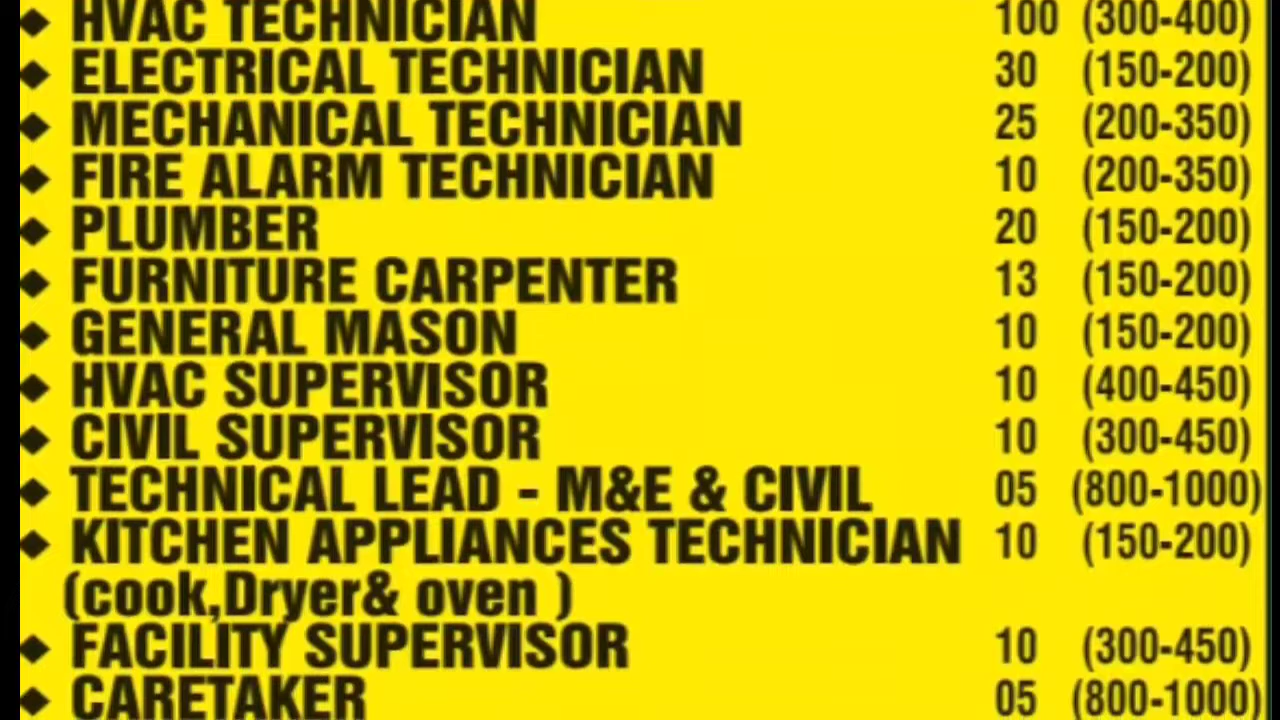 ◆ HVAC TECHNICIAN 100 (300-400)
◆ ELECTRICAL TECHNICIAN 30 (150-200)
◆ MECHANICAL TECHNICIAN 25 (200-350)
◆ FIRE ALARM TECHNICIAN 10 (200-350)
◆ PLUMBER 20 (150-200)
◆ FURNITURE CARPENTER 13 (150-200)
◆ GENERAL MASON 10 (150-200)
◆ HVAC SUPERVISOR 10 (400-450)
◆ CIVIL SUPERVISOR 10 (300-450)
◆ TECHNICAL LEAD - M&E & CIVIL 05 (800-1000)
◆ KITCHEN APPLIANCES TECHNICIAN 10 (150-200)
(cook,Dryer& oven )
◆ FACILITY SUPERVISOR 10 (300-450)
◆ CARETAKER 05 (800-1000)